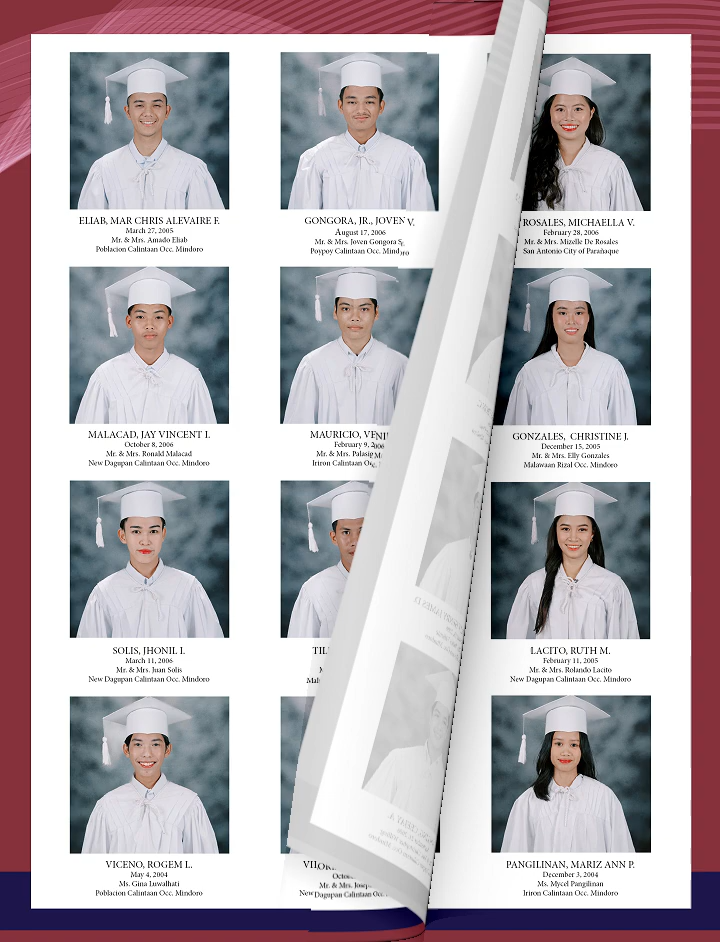 ELIAB, MAR CHRIS ALEVAIRE F.
March 27, 2005
Mr. & Mrs. Amado Eliab
Poblacion Calintaan Occ. Mindoro
GONGORA, JR., JOVEN V.
August 17, 2006
Mr. & Mrs. Joven Gongora
Poypoy Calintaan Occ. Mindoro
ROSALES, MICHAELLA V.
February 28, 2006
Mr. & Mrs. Mizelle De Rosales
San Antonio City of Parañaque
MALACAD, JAY VINCENT I.
October 8, 2006
Mr. & Mrs. Ronald Malacad
New Dagupan Calintaan Occ. Mindoro
MAURICIO,
February 9,
Mr. & Mrs.
Iriron Calintaan
GONZALES, CHRISTINE J.
December 15, 2005
Mr. & Mrs. Elly Gonzales
Malawaan Rizal Occ. Mindoro
SOLIS, JHONIL I.
March 11, 2006
Mr. & Mrs. Juan Solis
New Dagupan Calintaan Occ. Mindoro
LACITO, RUTH M.
February 11, 2005
Mr. & Mrs. Rolando Lacito
New Dagupan Calintaan Occ. Mindoro
VICENO, ROGEM L.
May 4, 2004
Ms. Gina Luwalhati
Poblacion Calintaan Occ. Mindoro
Mr. & Mrs.
New Dagupan Calintaan Occ.
PANGILINAN, MARIZ ANN P.
December 3, 2004
Ms. Mycel Pangilinan
Iriron Calintaan Occ. Mindoro